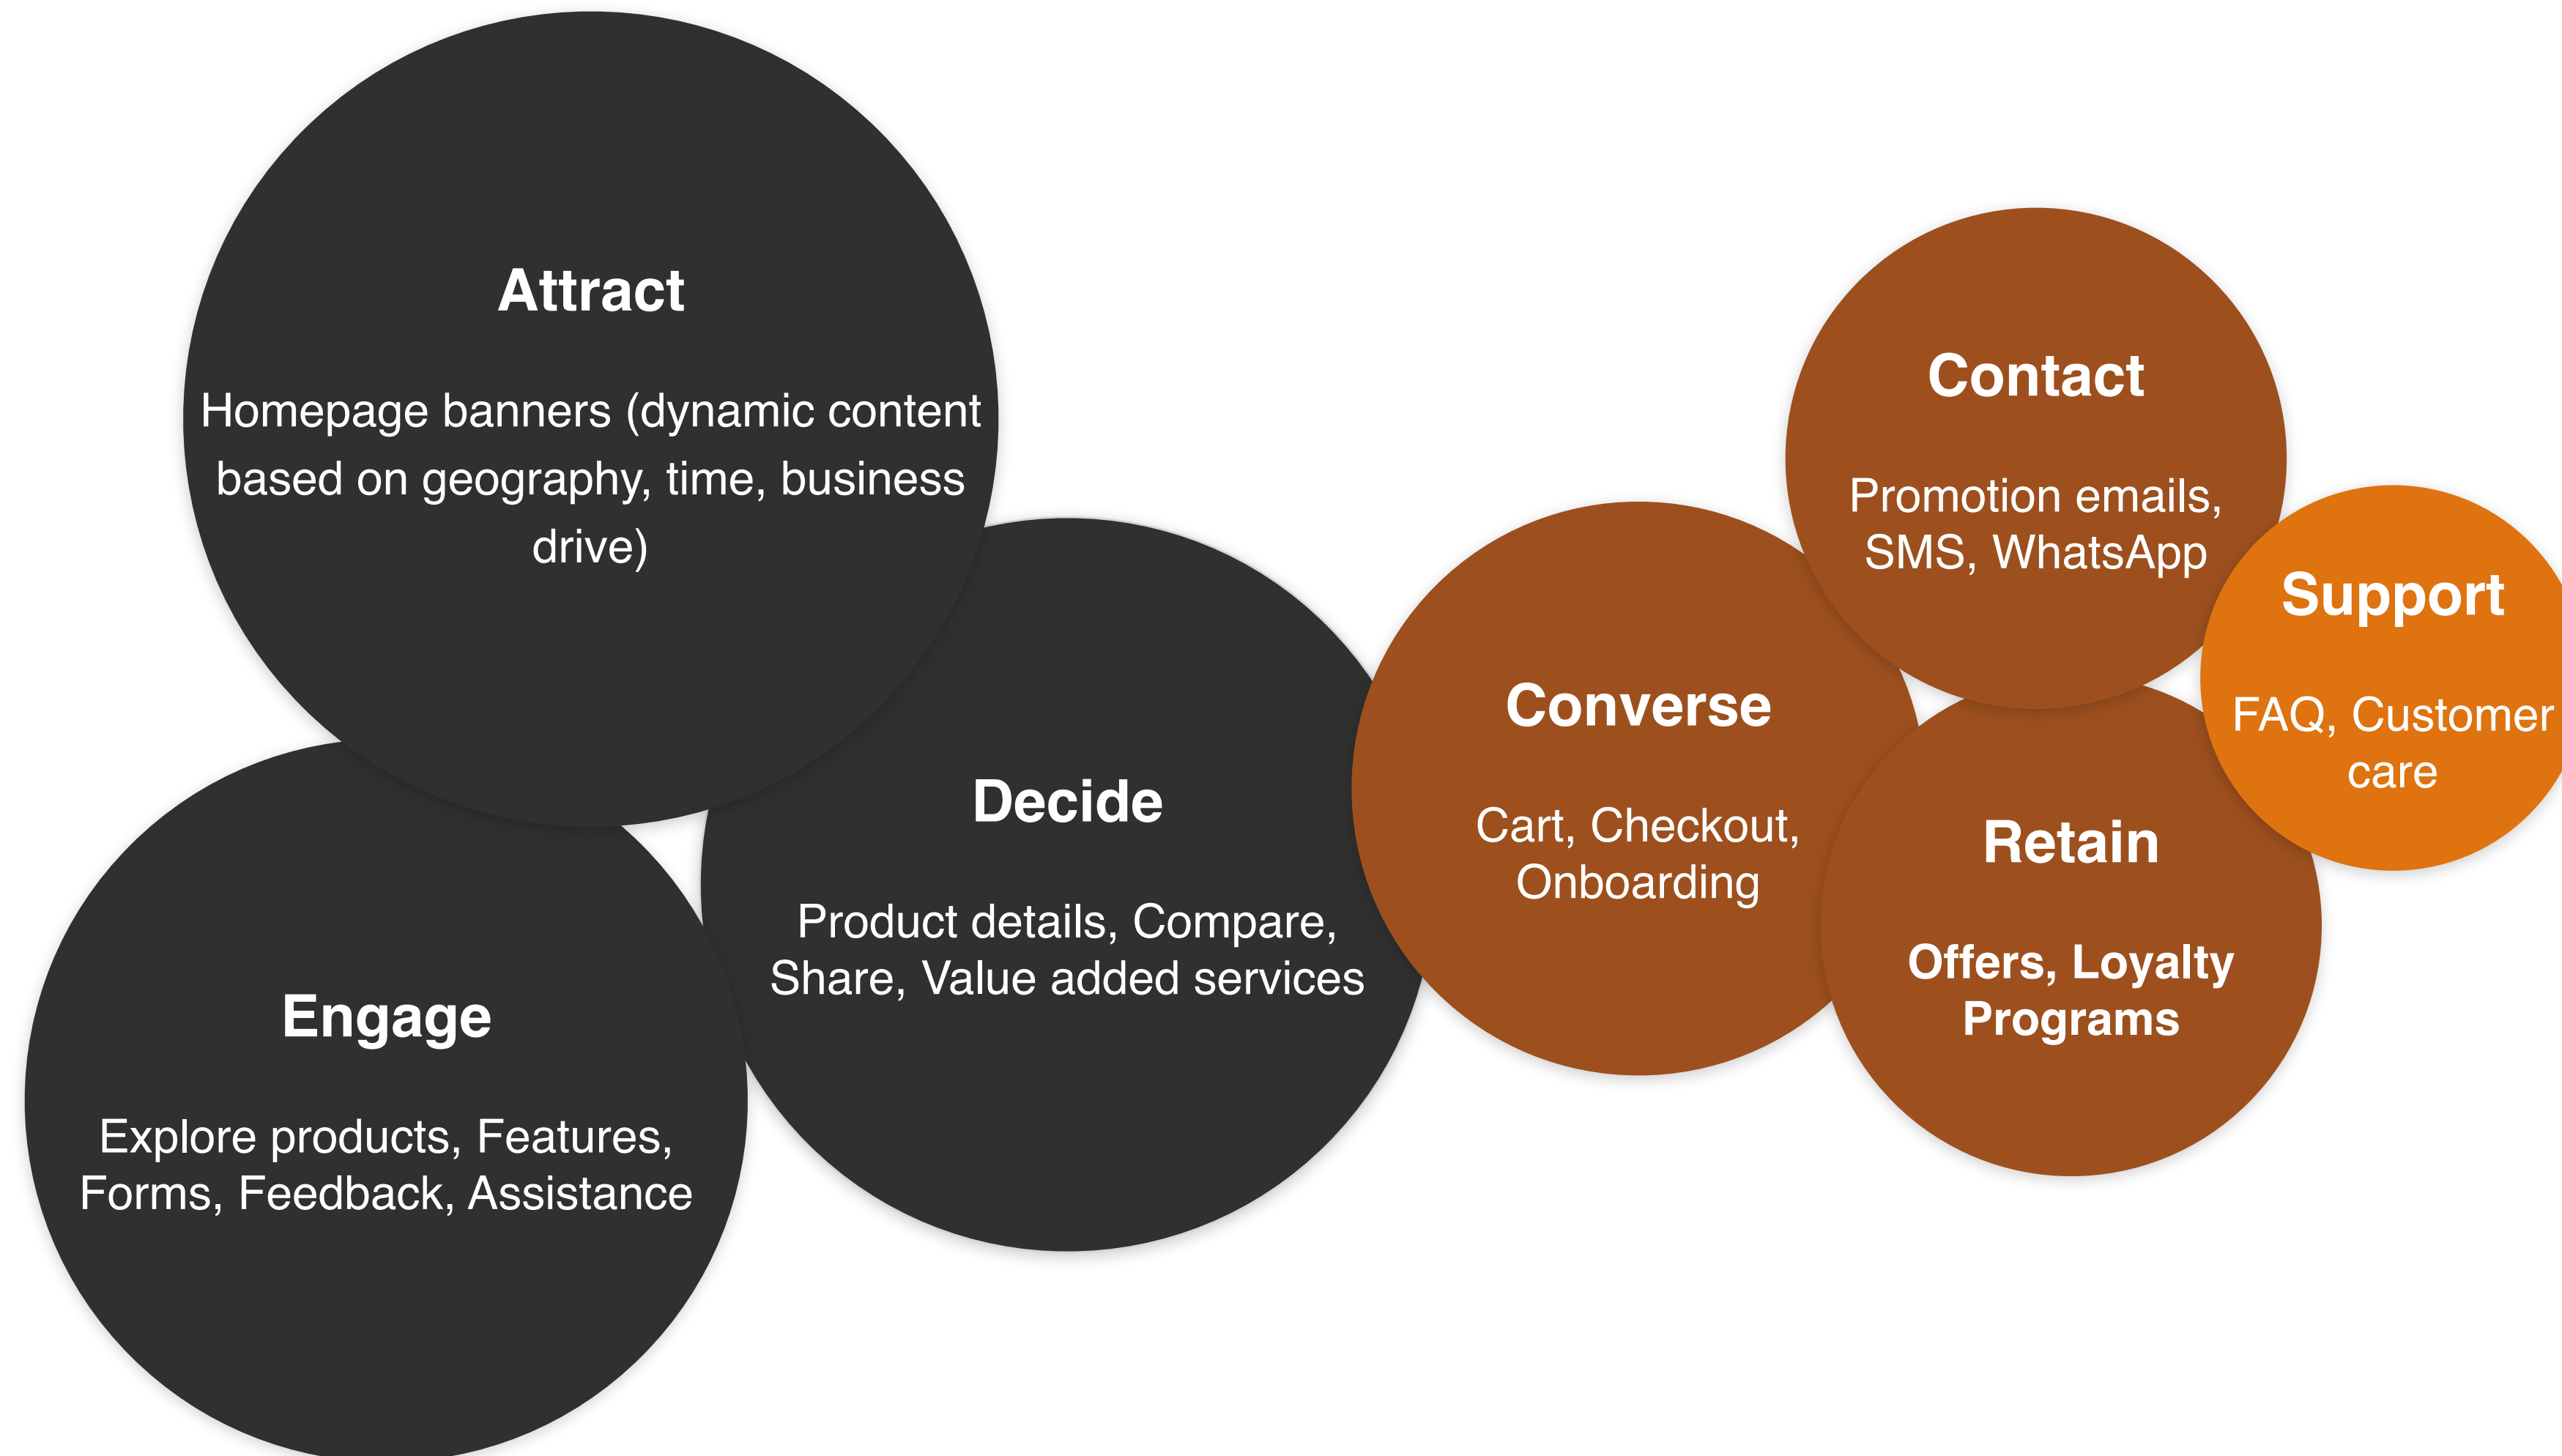 Attract
Homepage banners (dynamic content
based on geography, time, business
drive)
Engage
Explore products, Features,
Forms, Feedback, Assistance
Decide
Product details, Compare,
Share, Value added services
Converse
Cart, Checkout,
Onboarding
Contact
Promotion emails,
SMS, WhatsApp
Retain
Offers, Loyalty
Programs
Support
FAQ, Customer
care